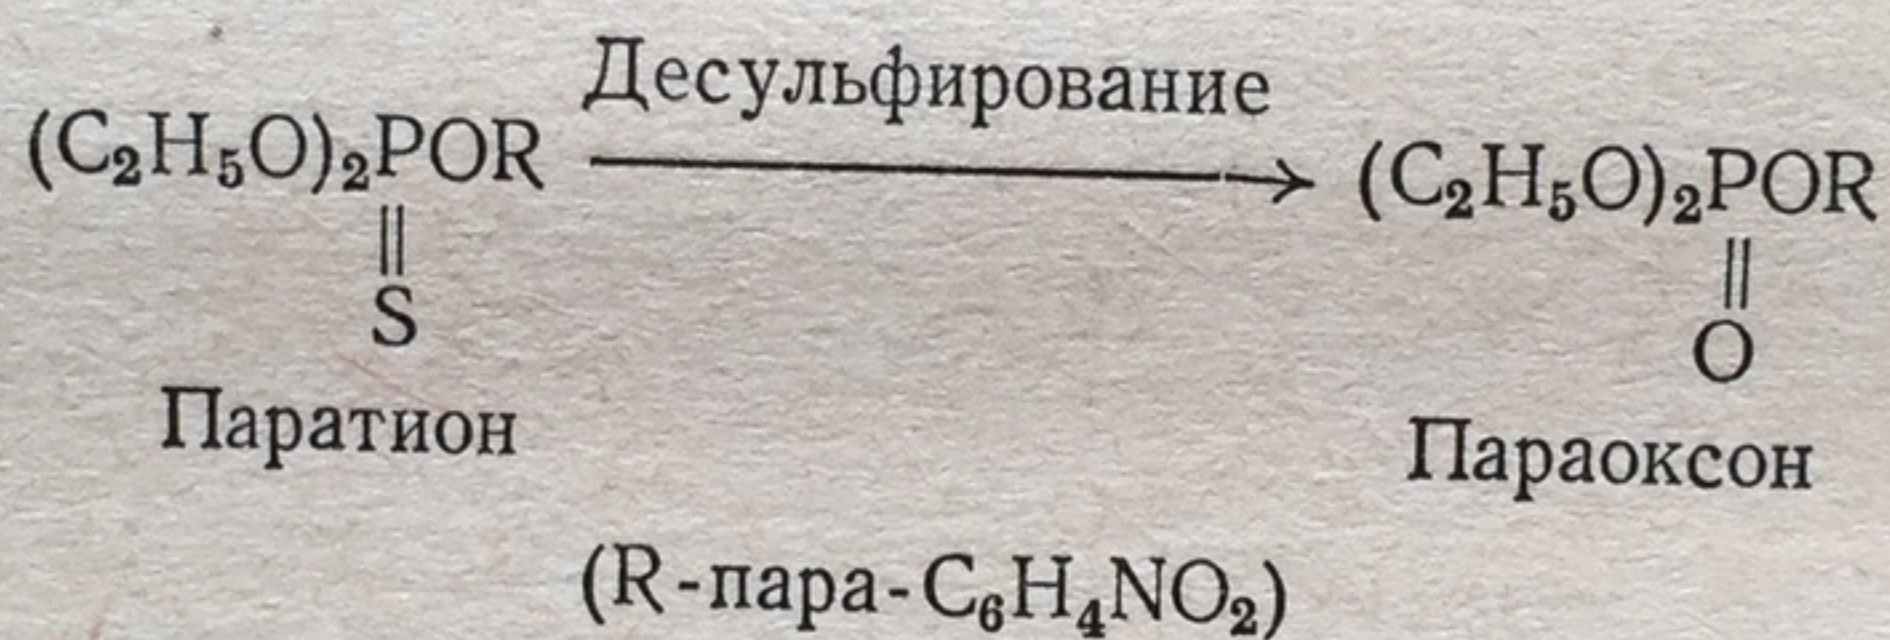 Десульфирование
(C₂H₅O)₂POR ⟶ (C₂H₅O)₂POR
|| ||
S O
Паратион Параоксон
(R-пара-C₆H₄NO₂)